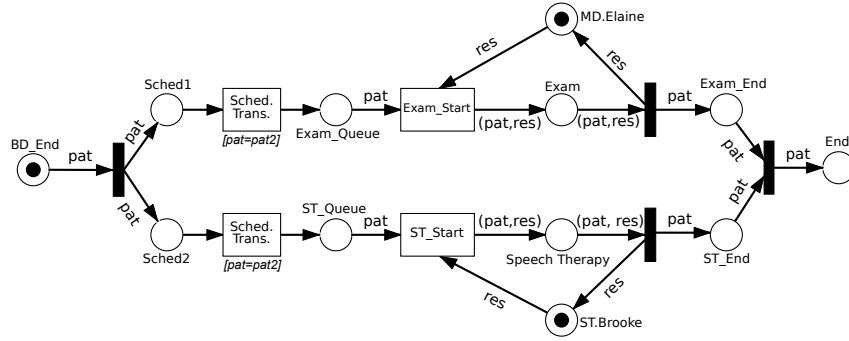 MD.Elaine
res
res
Sched1
Exam
Exam_End
Sched.
Trans.
pat
Exam_Start
pat
pat
(pat,res)
(pat,res)
Exam_Queue
[pat=pat2]
BD_End
pat
pat
End
pat
pat
pat
pat
ST_Queue
Sched.
Trans.
pat
ST_Start
(pat,res)
(pat, res)
pat
Sched2
Speech Therapy
ST_End
[pat=pat2]
res
res
ST.Brooke